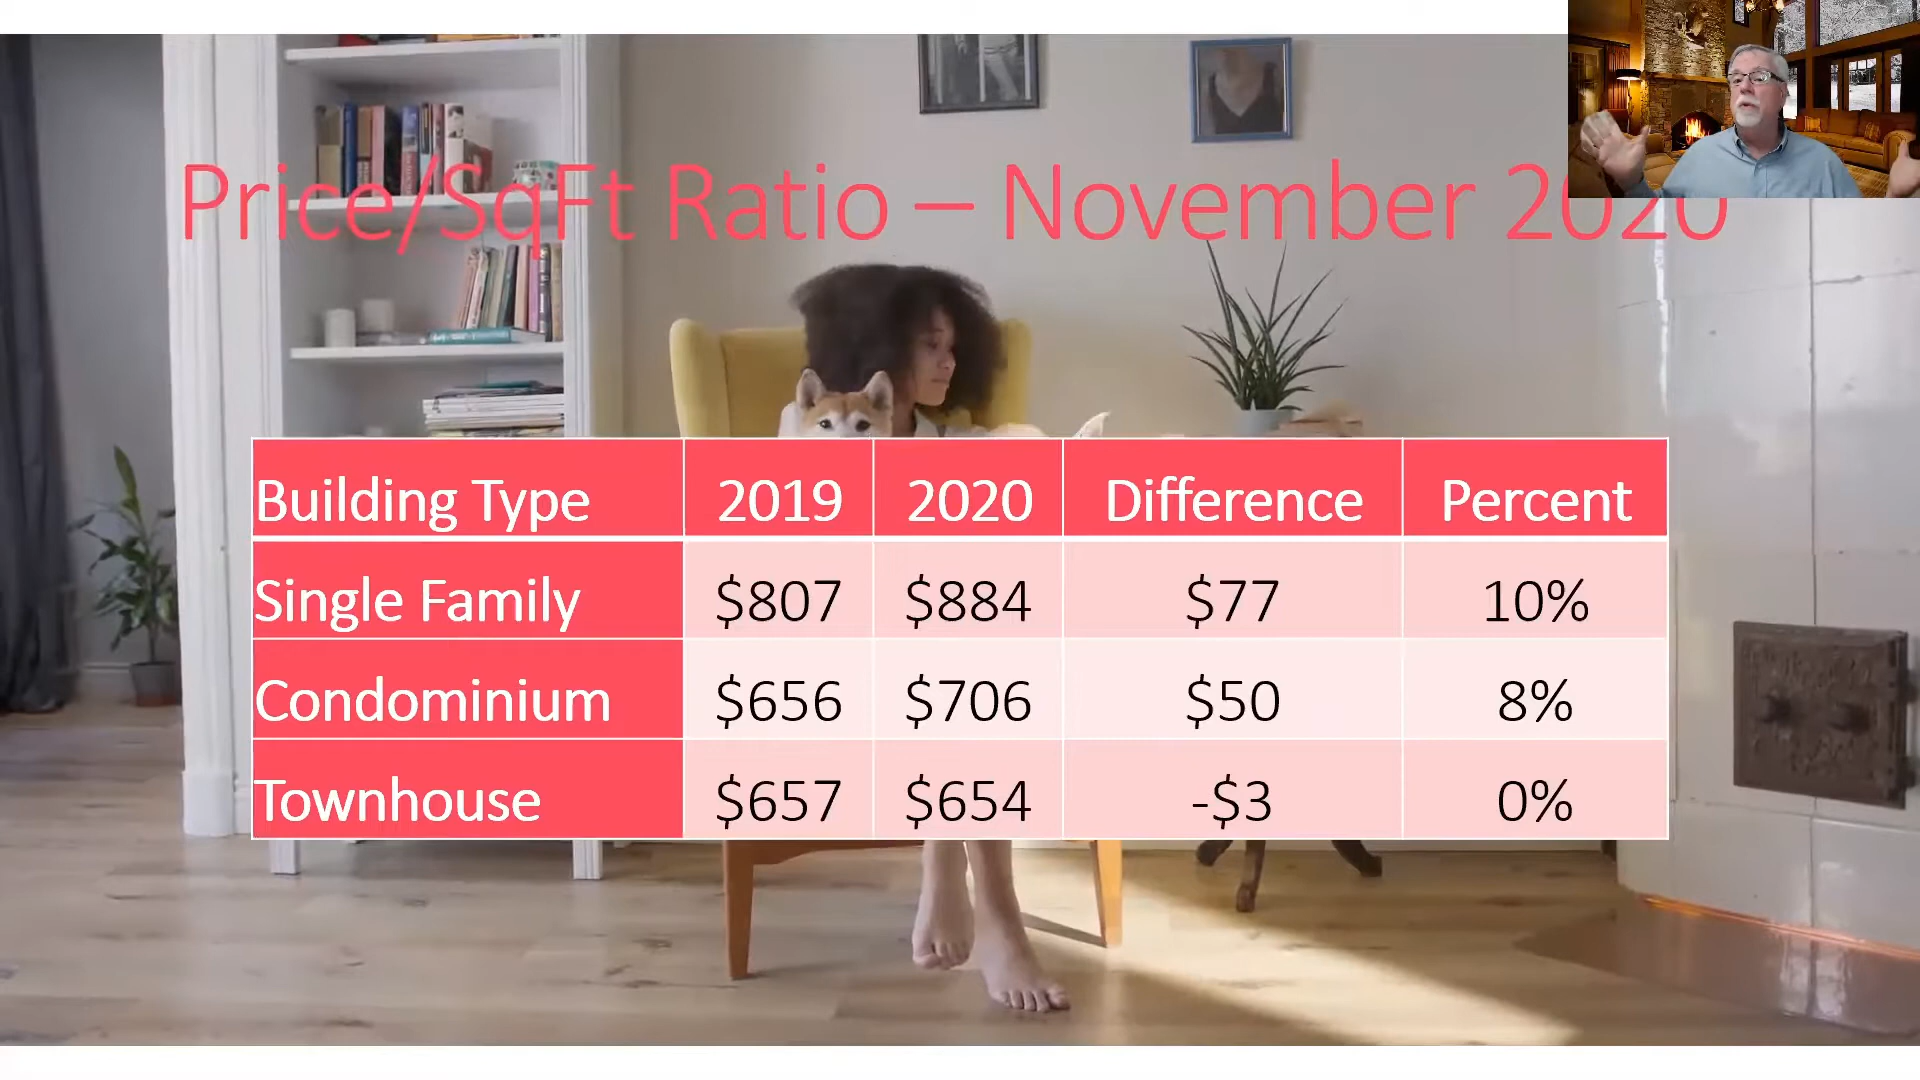 Price/SqFt Ratio – November 2020
Building Type 2019 2020 Difference Percent
Single Family $807 $884 $77 10%
Condominium $656 $706 $50 8%
Townhouse $657 $654 -$3 0%